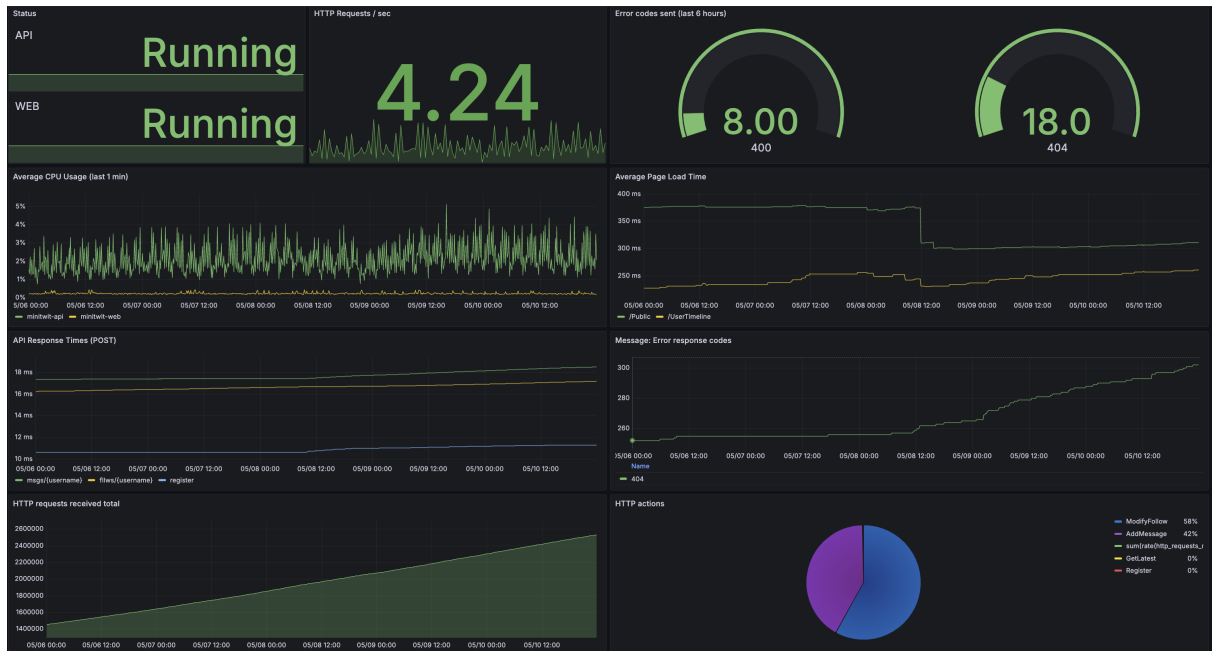 Status
API
Running
WEB
Running
HTTP Requests / sec
4.24
Error codes sent (last 6 hours)
8.00
400
18.0
404
Average CPU Usage (last 1 min)
5%
4%
3%
2%
1%
0%
5/06 00:00 05/06 12:00 05/07 00:00 05/07 12:00 05/08 00:00 05/08 12:00 05/09 00:00 05/09 12:00 05/10 00:00 05/10 12:00
minitwit-api minitwit-web
Average Page Load Time
400 ms
350 ms
300 ms
250 ms
05/06 00:00 05/06 12:00 05/07 00:00 05/07 12:00 05/08 00:00 05/08 12:00 05/09 00:00 05/09 12:00 05/10 00:00 05/10 12:00
/Public /UserTimeline
API Response Times (POST)
18 ms
16 ms
14 ms
12 ms
10 ms
05/06 00:00 05/06 12:00 05/07 00:00 05/07 12:00 05/08 00:00 05/08 12:00 05/09 00:00 05/09 12:00 05/10 00:00 05/10 12:00
msgs/{username} fllws/{username} register
Message: Error response codes
300
280
260
05/06 00:00 05/06 12:00 05/07 00:00 05/07 12:00 05/08 00:00 05/08 12:00 05/09 00:00 05/09 12:00 05/10 00:00 05/10 12:00
Name
404
HTTP requests received total
2600000
2400000
2200000
2000000
1800000
1600000
1400000
05/06 00:00 05/06 12:00 05/07 00:00 05/07 12:00 05/08 00:00 05/08 12:00 05/09 00:00 05/09 12:00 05/10 00:00 05/10 12:00
HTTP actions
ModifyFollow 58%
AddMessage 42%
sum(rate(http_requests_r
GetLatest 0%
Register 0%